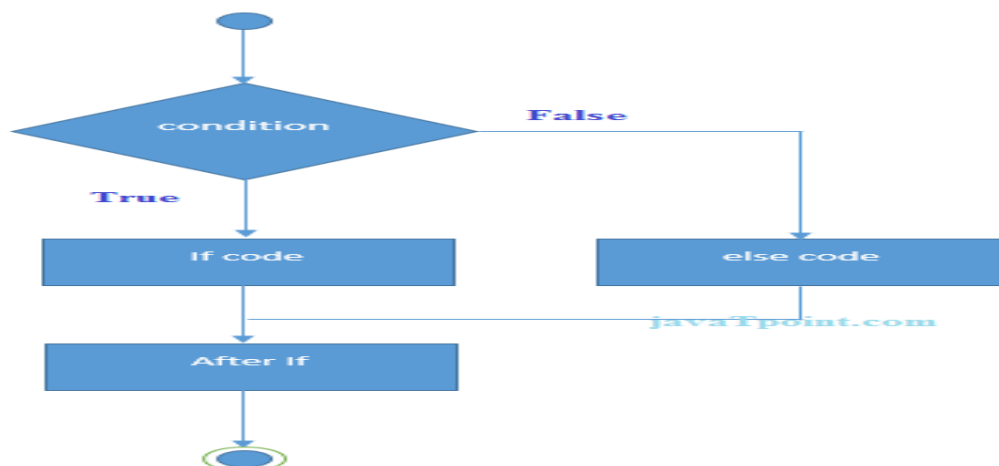 condition
False
True
If code
else code
javaTpoint.com
After If